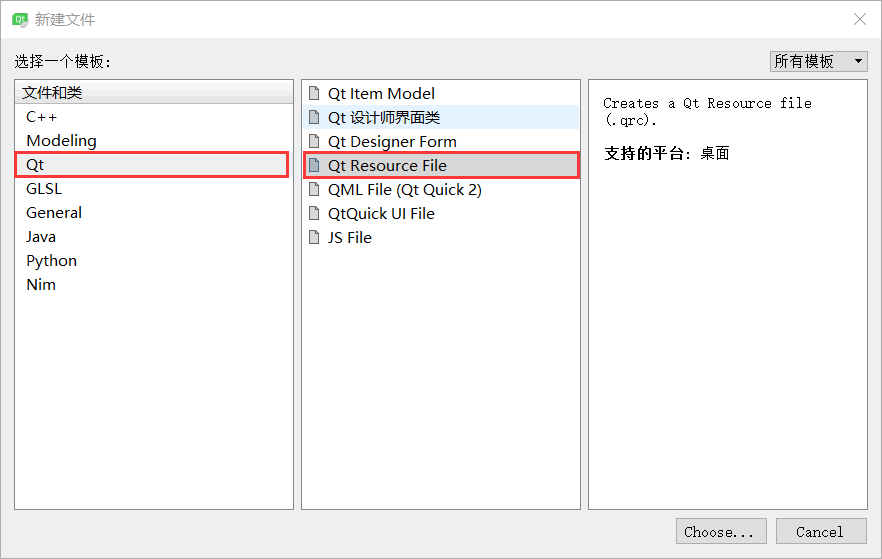 新建文件
选择一个模板:
所有模板
文件和类
C++
Modeling
Qt
GLSL
General
Java
Python
Nim
Qt Item Model
Qt 设计师界面类
Qt Designer Form
Qt Resource File
QML File (Qt Quick 2)
QtQuick UI File
JS File
Creates a Qt Resource file
(.qrc).
支持的平台: 桌面
Choose...
Cancel